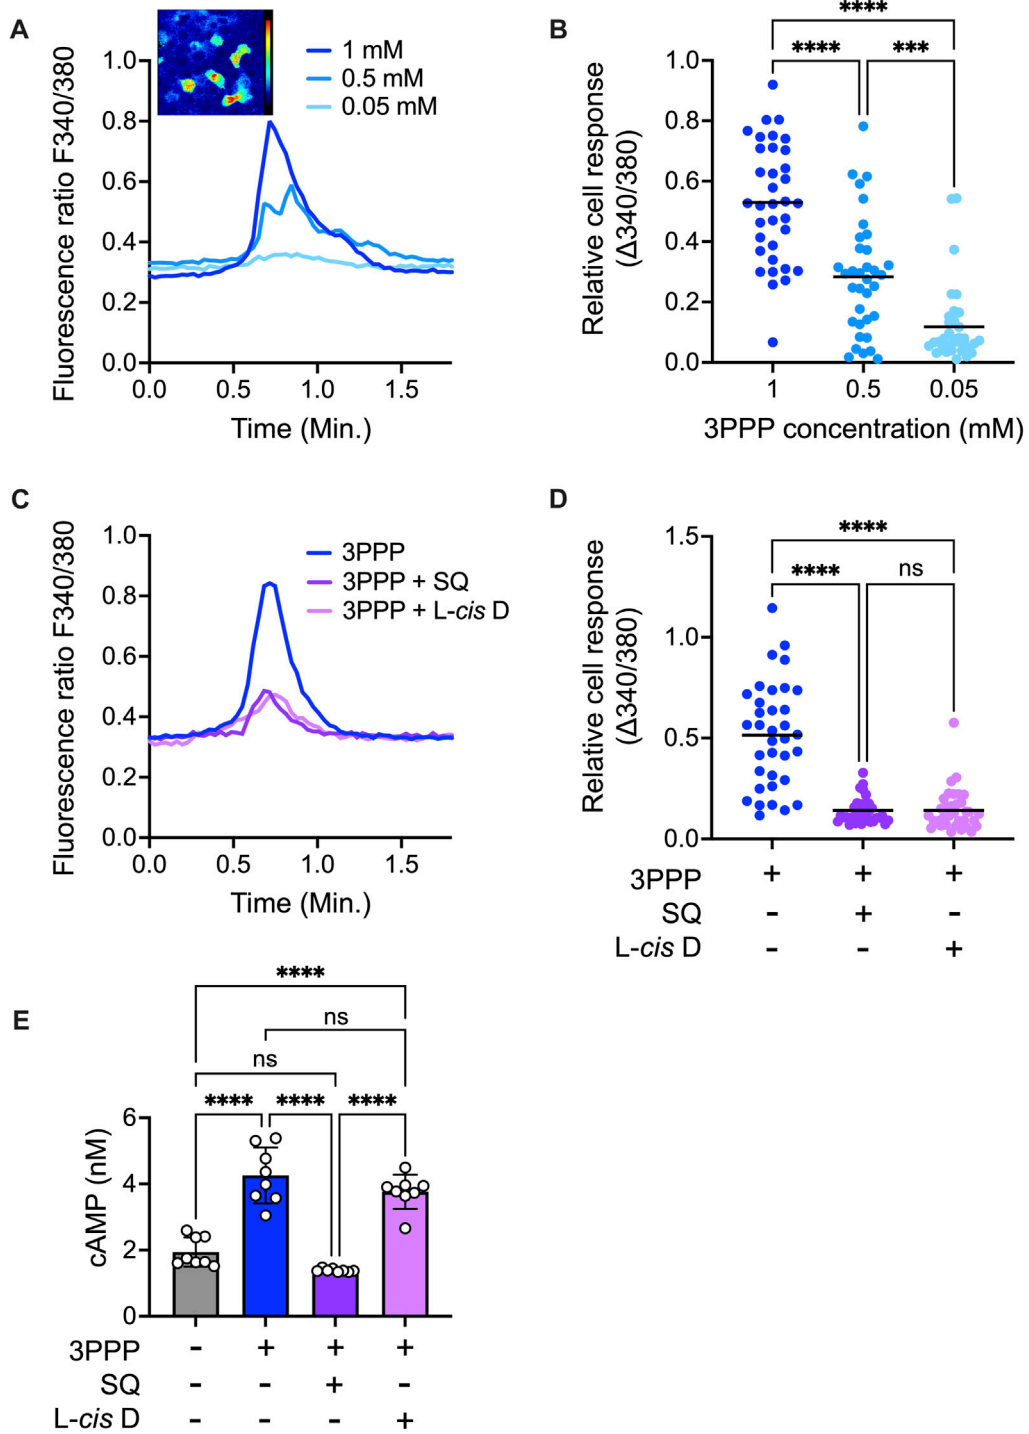 A
Fluorescence ratio F340/380
1.0
0.8
0.6
0.4
0.2
0.0
0.0 0.5 1.0 1.5
Time (Min.)
1 mM
0.5 mM
0.05 mM
B
Relative cell response
(Δ340/380)
****
**** ***
1.0
0.8
0.6
0.4
0.2
0.0
1 0.5 0.05
3PPP concentration (mM)
C
Fluorescence ratio F340/380
1.0
0.8
0.6
0.4
0.2
0.0
0.0 0.5 1.0 1.5
Time (Min.)
3PPP
3PPP + SQ
3PPP + L-cis D
D
Relative cell response
(Δ340/380)
****
**** ns
1.5
1.0
0.5
0.0
3PPP + + +
SQ - + -
L-cis D - - +
E
cAMP (nM)
****
ns
ns
**** **** ****
6
4
2
0
3PPP - + + +
SQ - - + -
L-cis D - - - +